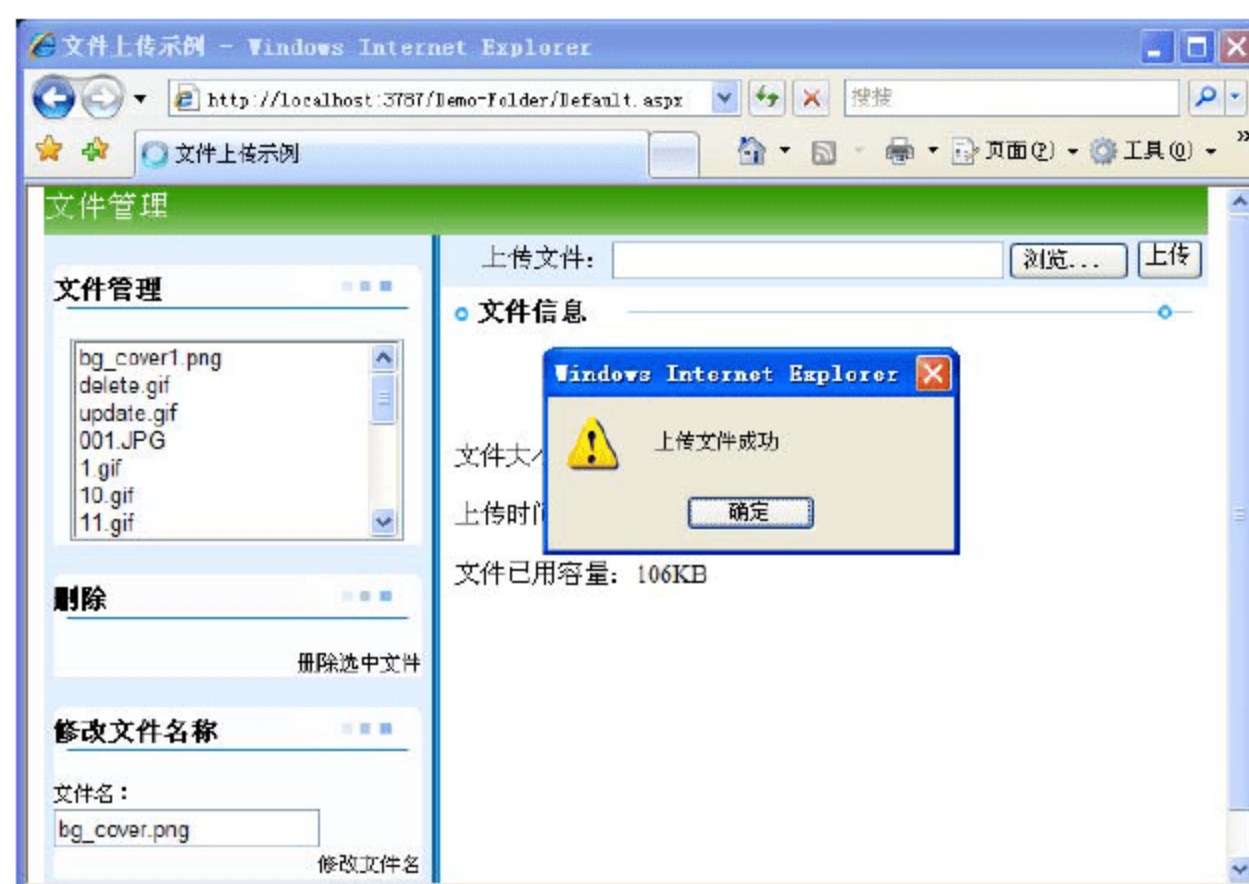 文件上传示例 - Windows Internet Explorer
http://localhost:3787/Demo-Folder/Default.aspx
搜搜
文件上传示例
页面(P)
工具(O)
»
文件管理
上传文件:
浏览...
上传
文件管理
bg_cover1.png
delete.gif
update.gif
001.JPG
1.gif
10.gif
11.gif
文件信息
Windows Internet Explorer
上传文件成功
确定
文件大
上传时
文件已用容量: 106KB
删除
册除选中文件
修改文件名称
文件名:
bg_cover.png
修改文件名